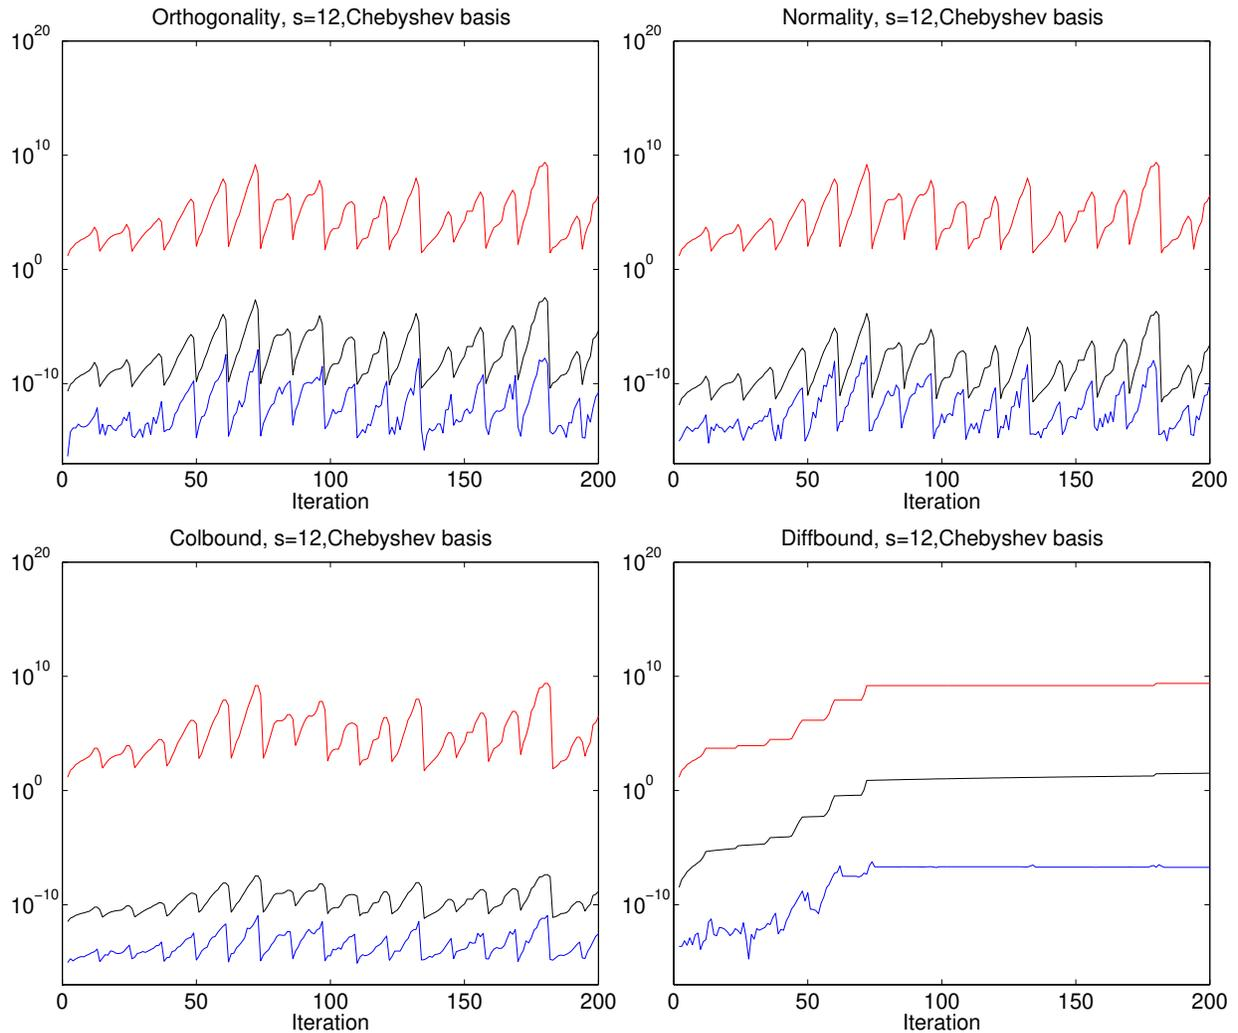 Orthogonality, s=12,Chebyshev basis
10^20
10^10
10^0
10^−10
0 50 100 150 200
Iteration
Normality, s=12,Chebyshev basis
10^20
10^10
10^0
10^−10
0 50 100 150 200
Iteration
Colbound, s=12,Chebyshev basis
10^20
10^10
10^0
10^−10
0 50 100 150 200
Iteration
Diffbound, s=12,Chebyshev basis
10^20
10^10
10^0
10^−10
0 50 100 150 200
Iteration